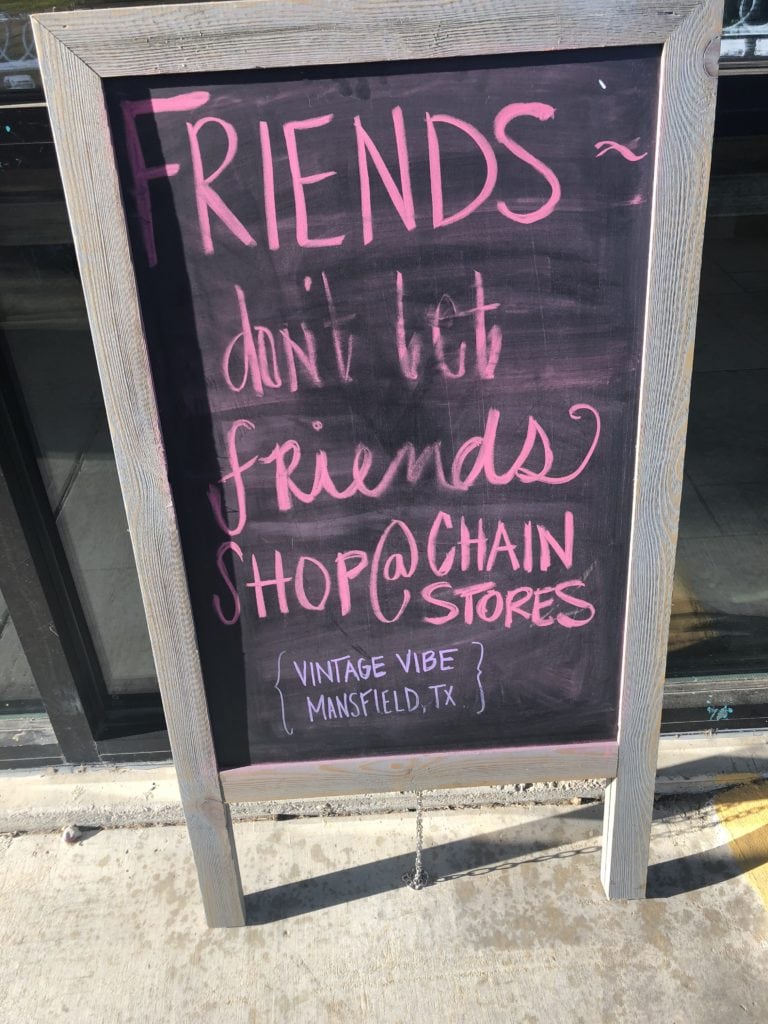 FRIENDS ~
don't let
friends
SHOP @ CHAIN
STORES
{ VINTAGE VIBE
MANSFIELD, TX }